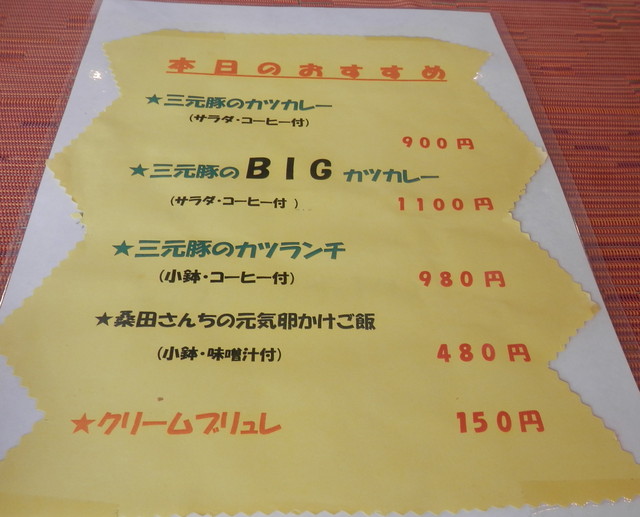 本日のおすすめ
★三元豚のカツカレー
(サラダ・コーヒー付)
900円
★三元豚のBIGカツカレー
(サラダ・コーヒー付 )
1100円
★三元豚のカツランチ
(小鉢・コーヒー付)
980円
★桑田さんちの元気卵かけご飯
(小鉢・味噌汁付)
480円
★クリームブリュレ
150円